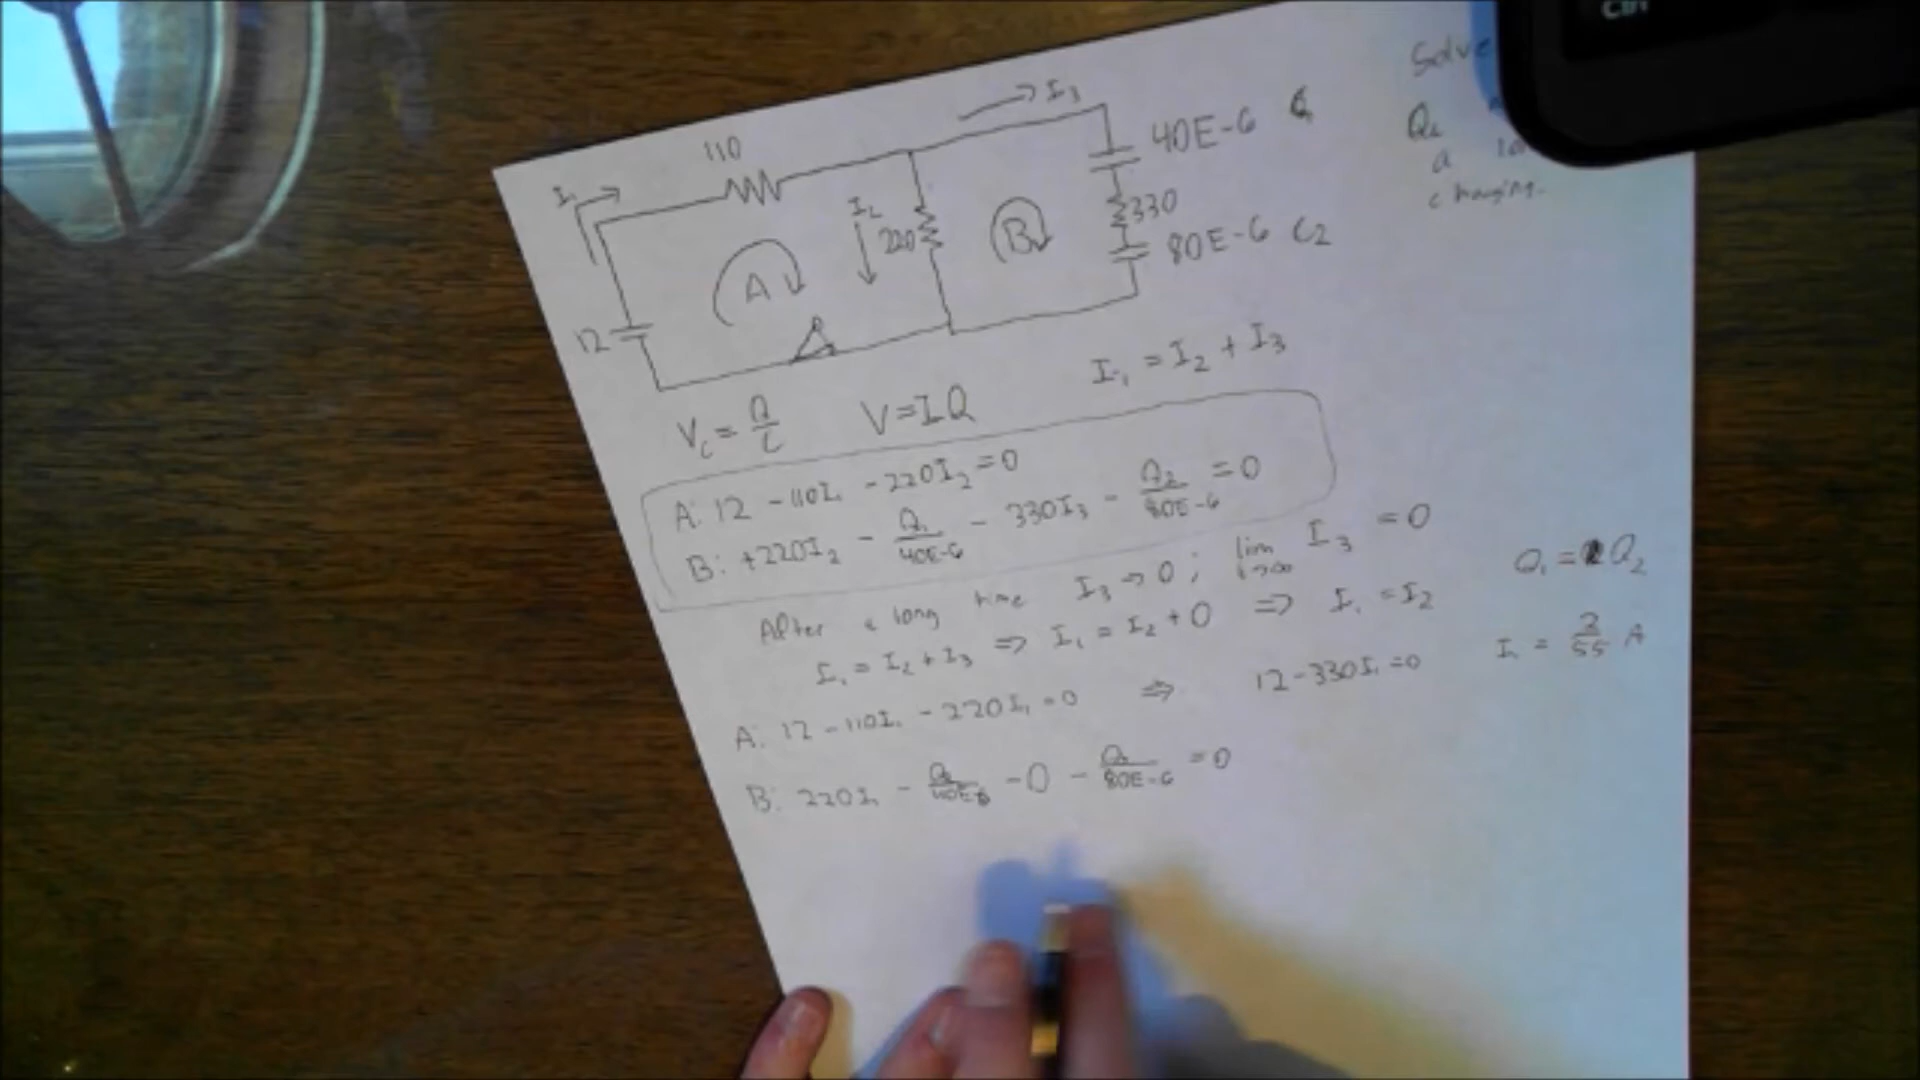 Solve
Q₂
a
charging.
I₁
110
I₃
40E-6
I₂
220
330
80E-6 C2
A
B
12
I₁ = I₂ + I₃
V_C = Q/C
V=IQ
A: 12 - 110I₁ - 220I₂ = 0
B: +220I₂ - Q₁/40E-6 - 330I₃ - Q₂/80E-6 = 0
After a long time I₃ → 0 ; lim t→∞ I₃ = 0
Q₁ = Q₂
I₁ = I₂ + I₃ ⇒ I₁ = I₂ + 0 ⇒ I₁ = I₂
A: 12 - 110I₁ - 220I₁ = 0 ⇒ 12 - 330I₁ = 0 I₁ = 2/55 A
B: 220I₁ - /40E-6 - 0 - /80E-6 = 0